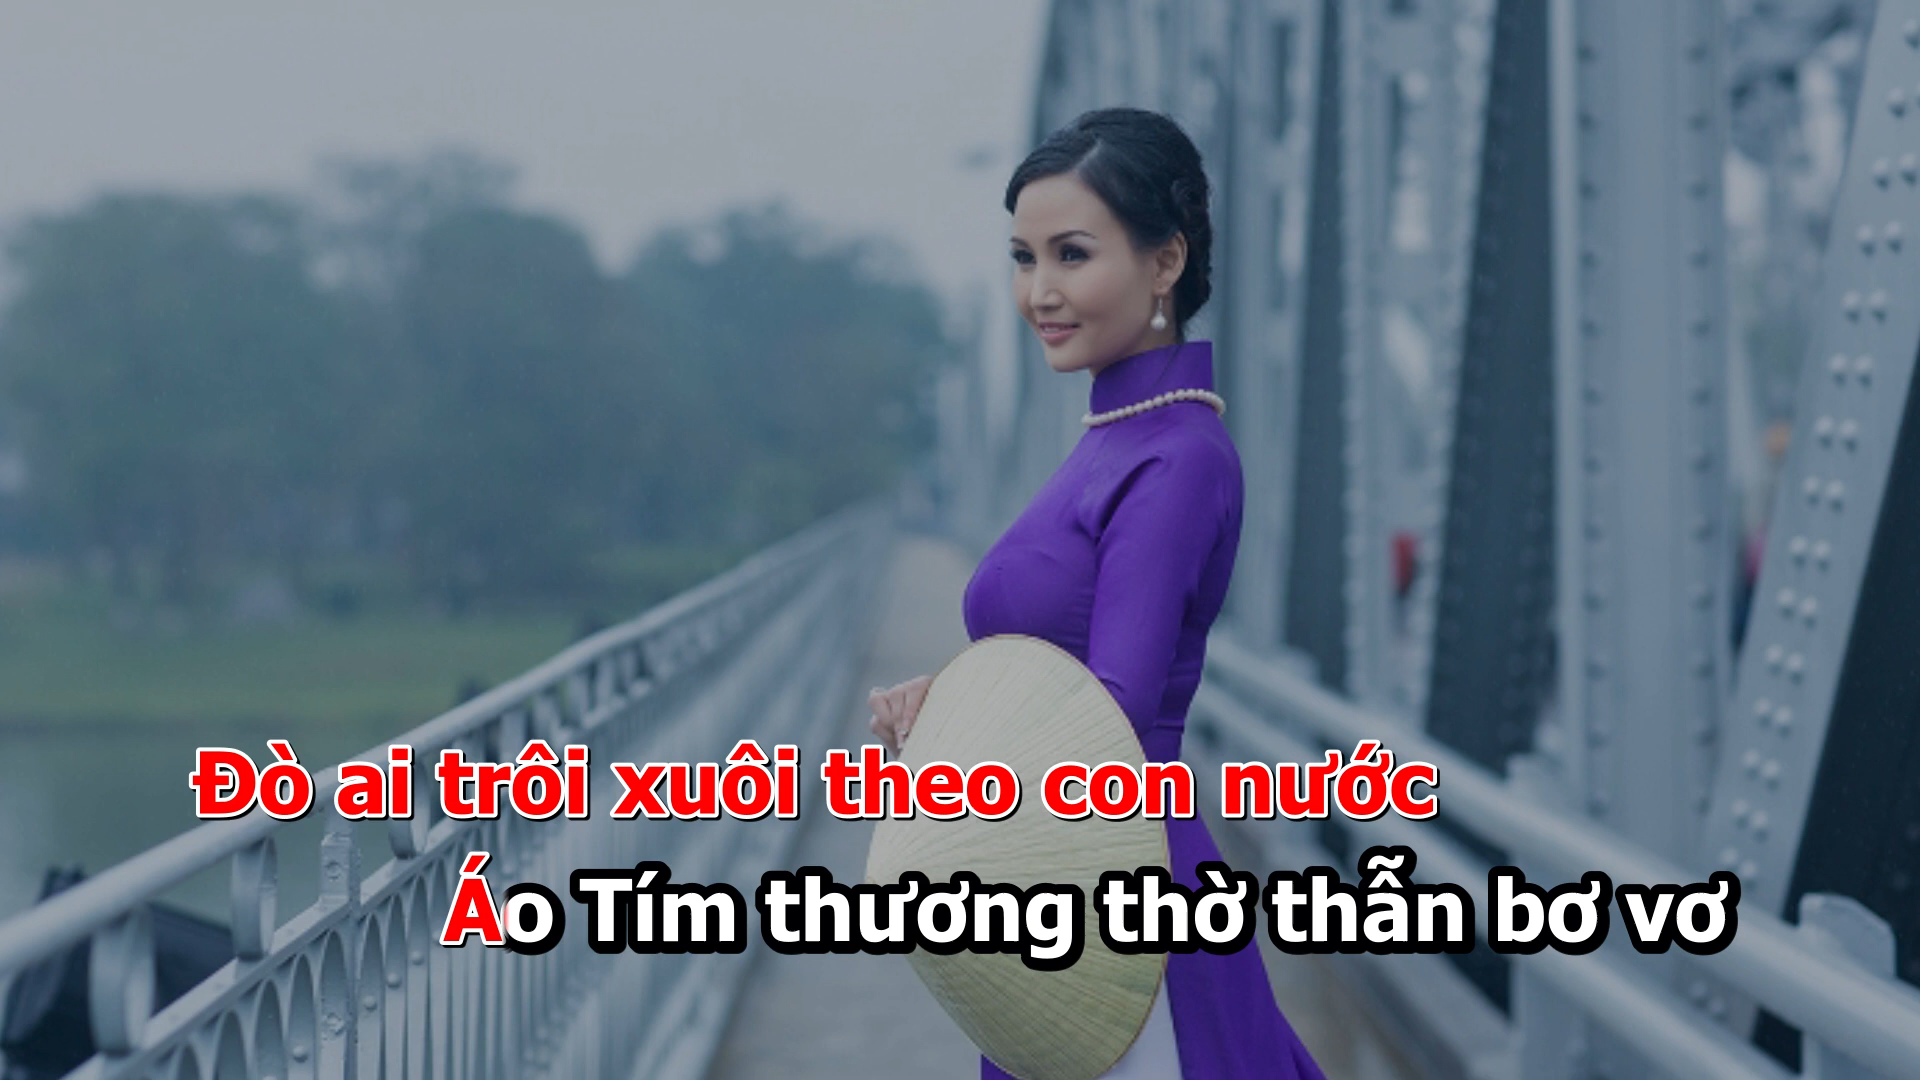 Đò ai trôi xuôi theo con nước
Áo Tím thương thờ thẫn bơ vơ